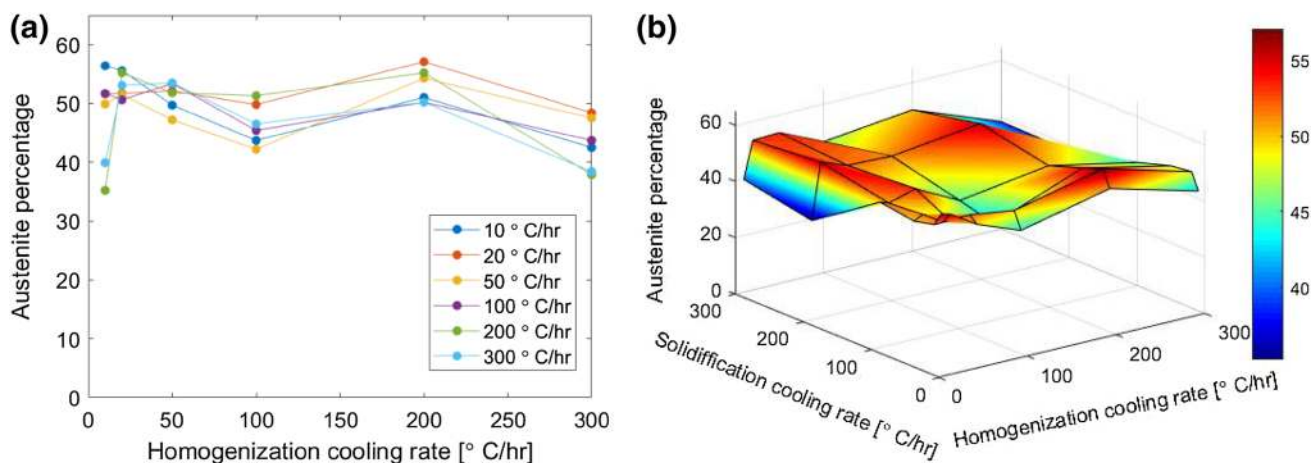 (a)
60
50
40
30
20
10
0
Austenite percentage
10 ° C/hr
20 ° C/hr
50 ° C/hr
100 ° C/hr
200 ° C/hr
300 ° C/hr
0 50 100 150 200 250 300
Homogenization cooling rate [° C/hr]
(b)
60
40
20
0
Austenite percentage
300
200
100
0
Solidiffication cooling rate [° C/hr]
0
100
200
300
Homogenization cooling rate [° C/hr]
55
50
45
40